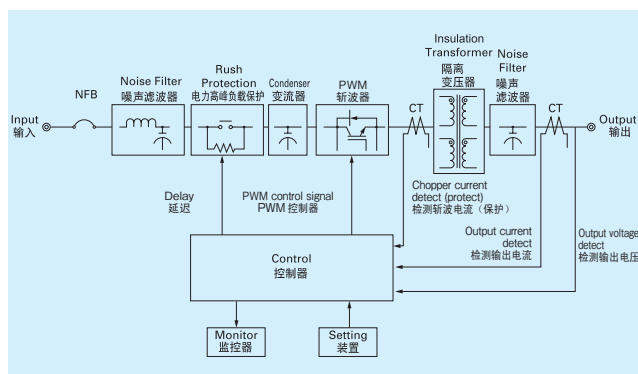 Input
输入
NFB
Noise Filter
噪声滤波器
Rush
Protection
电力高峰负载保护
Condenser
变流器
PWM
斩波器
CT
Insulation
Transformer
隔离
变压器
Noise
Filter
噪声
滤波器
CT
Output
输出
Delay
延迟
PWM control signal
PWM 控制器
Chopper current
detect (protect)
检测斩波电流（保护）
Output current
detect
检测输出电流
Output voltage
detect
检测输出电压
Control
控制器
Monitor
监控器
Setting
装置